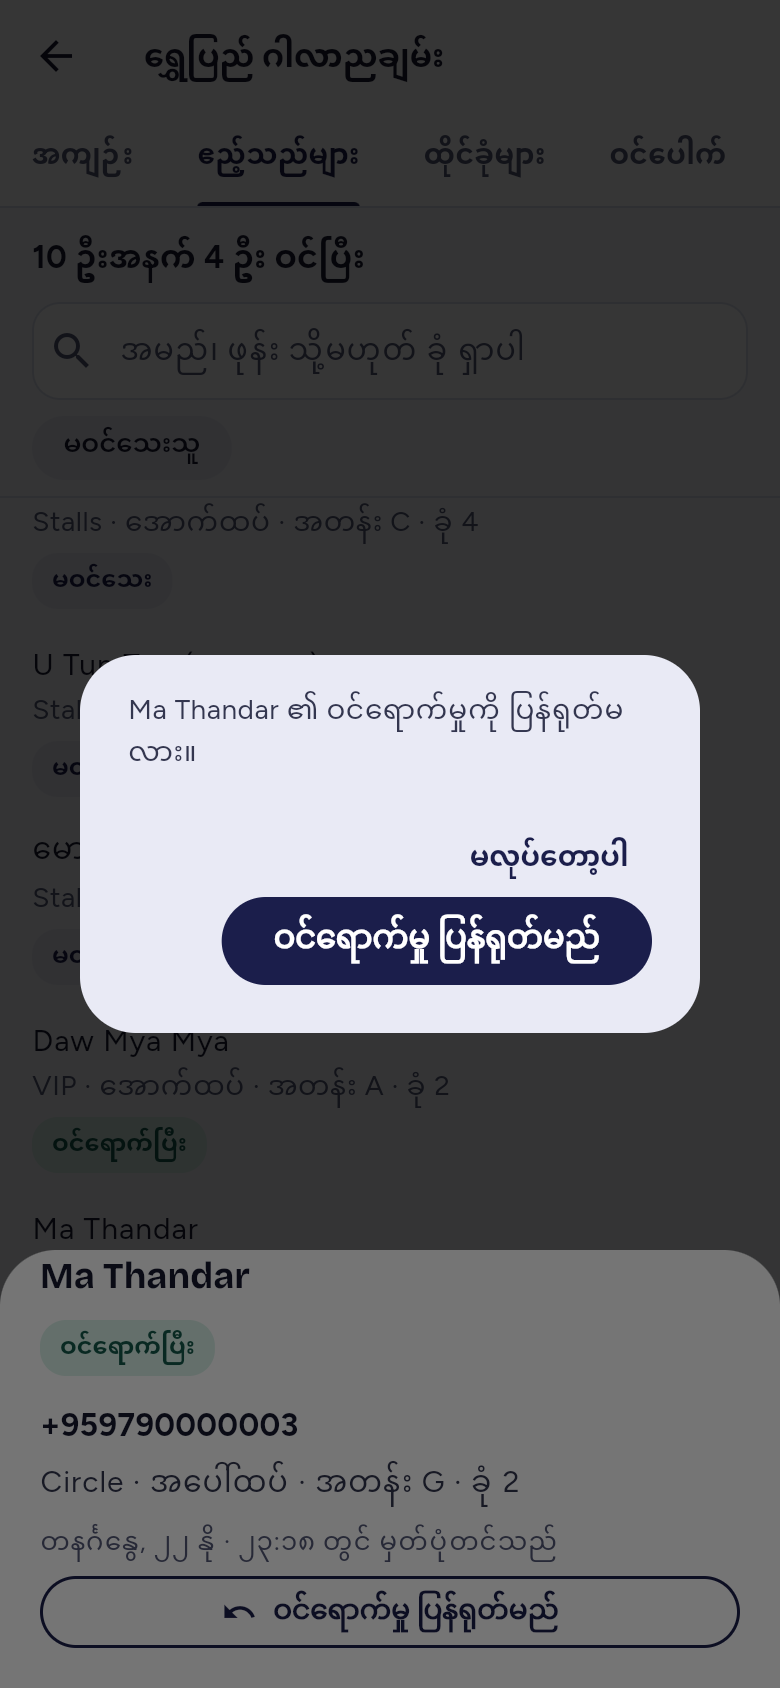 ရွှေပြည် ဂါလာညချမ်း
အကျဉ်း ဧည့်သည်များ ထိုင်ခုံများ ဝင်ပေါက်
10 ဦးအနက် 4 ဦး ဝင်ပြီး
အမည်၊ ဖုန်း သို့မဟုတ် ခုံ ရှာပါ
မဝင်သေးသူ
Stalls · အောက်ထပ် · အတန်း C · ခုံ 4
မဝင်သေး
U Tun
Ma Thandar ၏ ဝင်ရောက်မှုကို ပြန်ရုတ်မ
လား။
မလုပ်တော့ပါ
ဝင်ရောက်မှု ပြန်ရုတ်မည်
Daw Mya Mya
VIP · အောက်ထပ် · အတန်း A · ခုံ 2
ဝင်ရောက်ပြီး
Ma Thandar
Ma Thandar
ဝင်ရောက်ပြီး
+959790000003
Circle · အပေါ်ထပ် · အတန်း G · ခုံ 2
တနင်္ဂနွေ, ၂၂ နို · ၂၃:၁၈ တွင် မှတ်ပုံတင်သည်
ဝင်ရောက်မှု ပြန်ရုတ်မည်